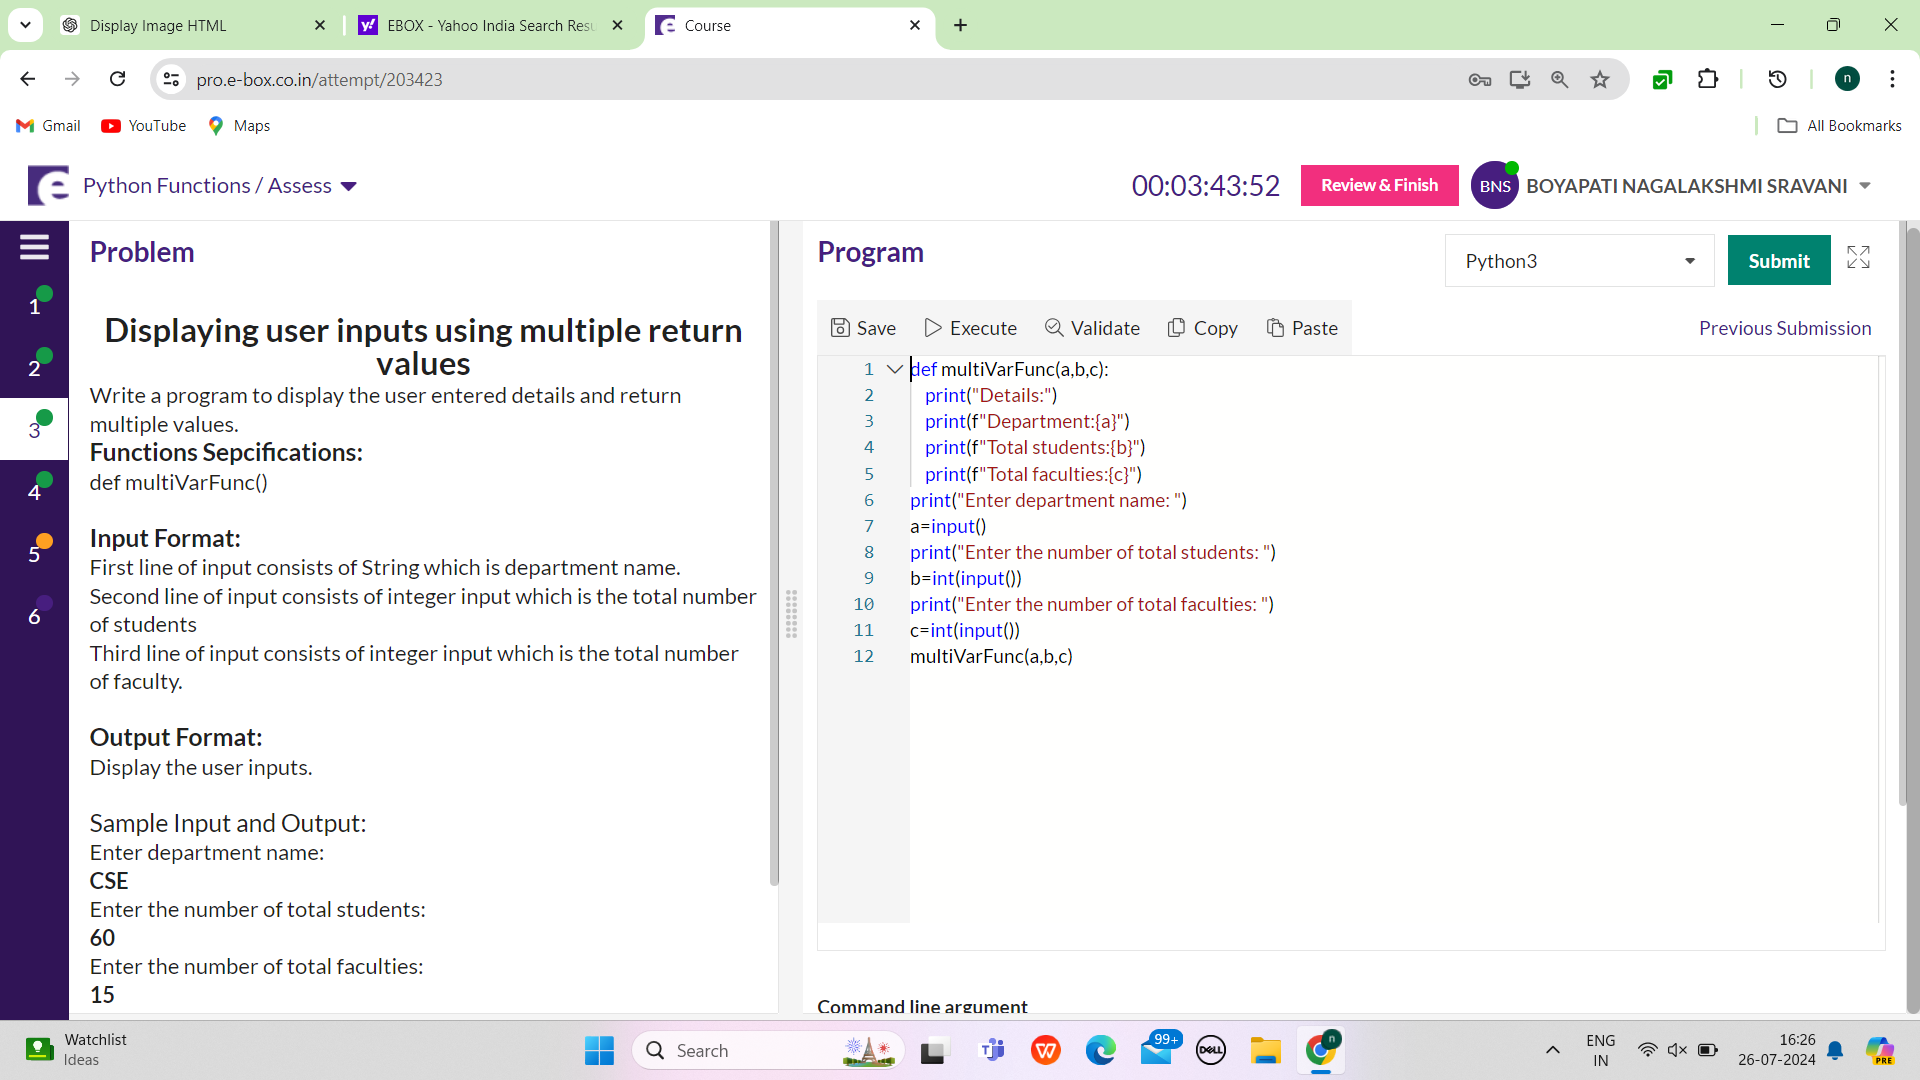 Display Image HTML
y!
EBOX - Yahoo India Search Resu
e
Course
pro.e-box.co.in/attempt/203423
n
Gmail
YouTube
Maps
All Bookmarks
e
Python Functions / Assess
00:03:43:52
Review & Finish
BNS
BOYAPATI NAGALAKSHMI SRAVANI
1
2
3
4
5
6
Problem
Displaying user inputs using multiple return
values
Write a program to display the user entered details and return
multiple values.
Functions Sepcifications:
def multiVarFunc()
Input Format:
First line of input consists of String which is department name.
Second line of input consists of integer input which is the total number
of students
Third line of input consists of integer input which is the total number
of faculty.
Output Format:
Display the user inputs.
Sample Input and Output:
Enter department name:
CSE
Enter the number of total students:
60
Enter the number of total faculties:
15
Program
Python3
Submit
Save
Execute
Validate
Copy
Paste
Previous Submission
1 def multiVarFunc(a,b,c):
2 print("Details:")
3 print(f"Department:{a}")
4 print(f"Total students:{b}")
5 print(f"Total faculties:{c}")
6 print("Enter department name: ")
7 a=input()
8 print("Enter the number of total students: ")
9 b=int(input())
10 print("Enter the number of total faculties: ")
11 c=int(input())
12 multiVarFunc(a,b,c)
Command line argument
Watchlist
Ideas
Search
99+
DELL
n
ENG
IN
16:26
26-07-2024
PRE